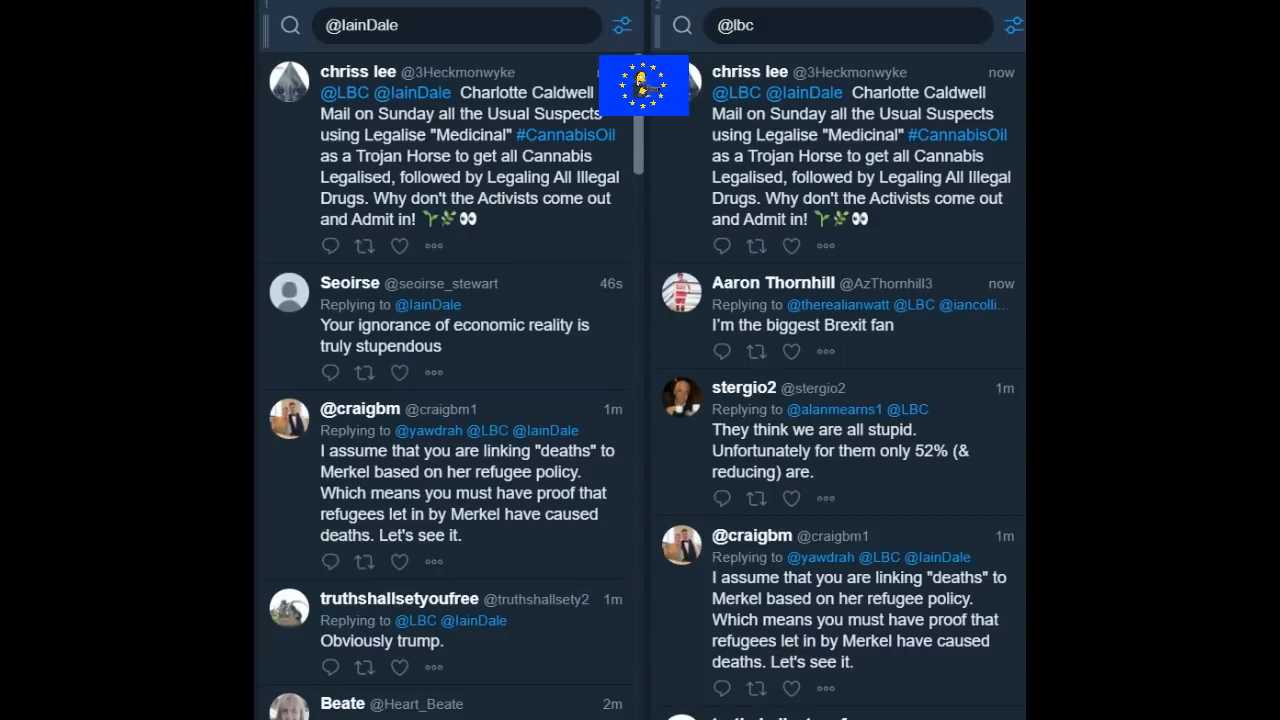 1
@IainDale
chriss lee @3Heckmonwyke
@LBC @IainDale Charlotte Caldwell
Mail on Sunday all the Usual Suspects
using Legalise "Medicinal" #CannabisOil
as a Trojan Horse to get all Cannabis
Legalised, followed by Legaling All Illegal
Drugs. Why don't the Activists come out
and Admit in! 🌱🌿👀
Seoirse @seoirse_stewart 46s
Replying to @IainDale
Your ignorance of economic reality is
truly stupendous
@craigbm @craigbm1 1m
Replying to @yawdrah @LBC @IainDale
I assume that you are linking "deaths" to
Merkel based on her refugee policy.
Which means you must have proof that
refugees let in by Merkel have caused
deaths. Let's see it.
truthshallsetyoufree @truthshallsety2 1m
Replying to @LBC @IainDale
Obviously trump.
Beate @Heart_Beate 2m
2
@lbc
chriss lee @3Heckmonwyke now
@LBC @IainDale Charlotte Caldwell
Mail on Sunday all the Usual Suspects
using Legalise "Medicinal" #CannabisOil
as a Trojan Horse to get all Cannabis
Legalised, followed by Legaling All Illegal
Drugs. Why don't the Activists come out
and Admit in! 🌱🌿👀
Aaron Thornhill @AzThornhill3 now
Replying to @therealianwatt @LBC @iancolli…
I'm the biggest Brexit fan
stergio2 @stergio2 1m
Replying to @alanmearns1 @LBC
They think we are all stupid.
Unfortunately for them only 52% (&
reducing) are.
@craigbm @craigbm1 1m
Replying to @yawdrah @LBC @IainDale
I assume that you are linking "deaths" to
Merkel based on her refugee policy.
Which means you must have proof that
refugees let in by Merkel have caused
deaths. Let's see it.